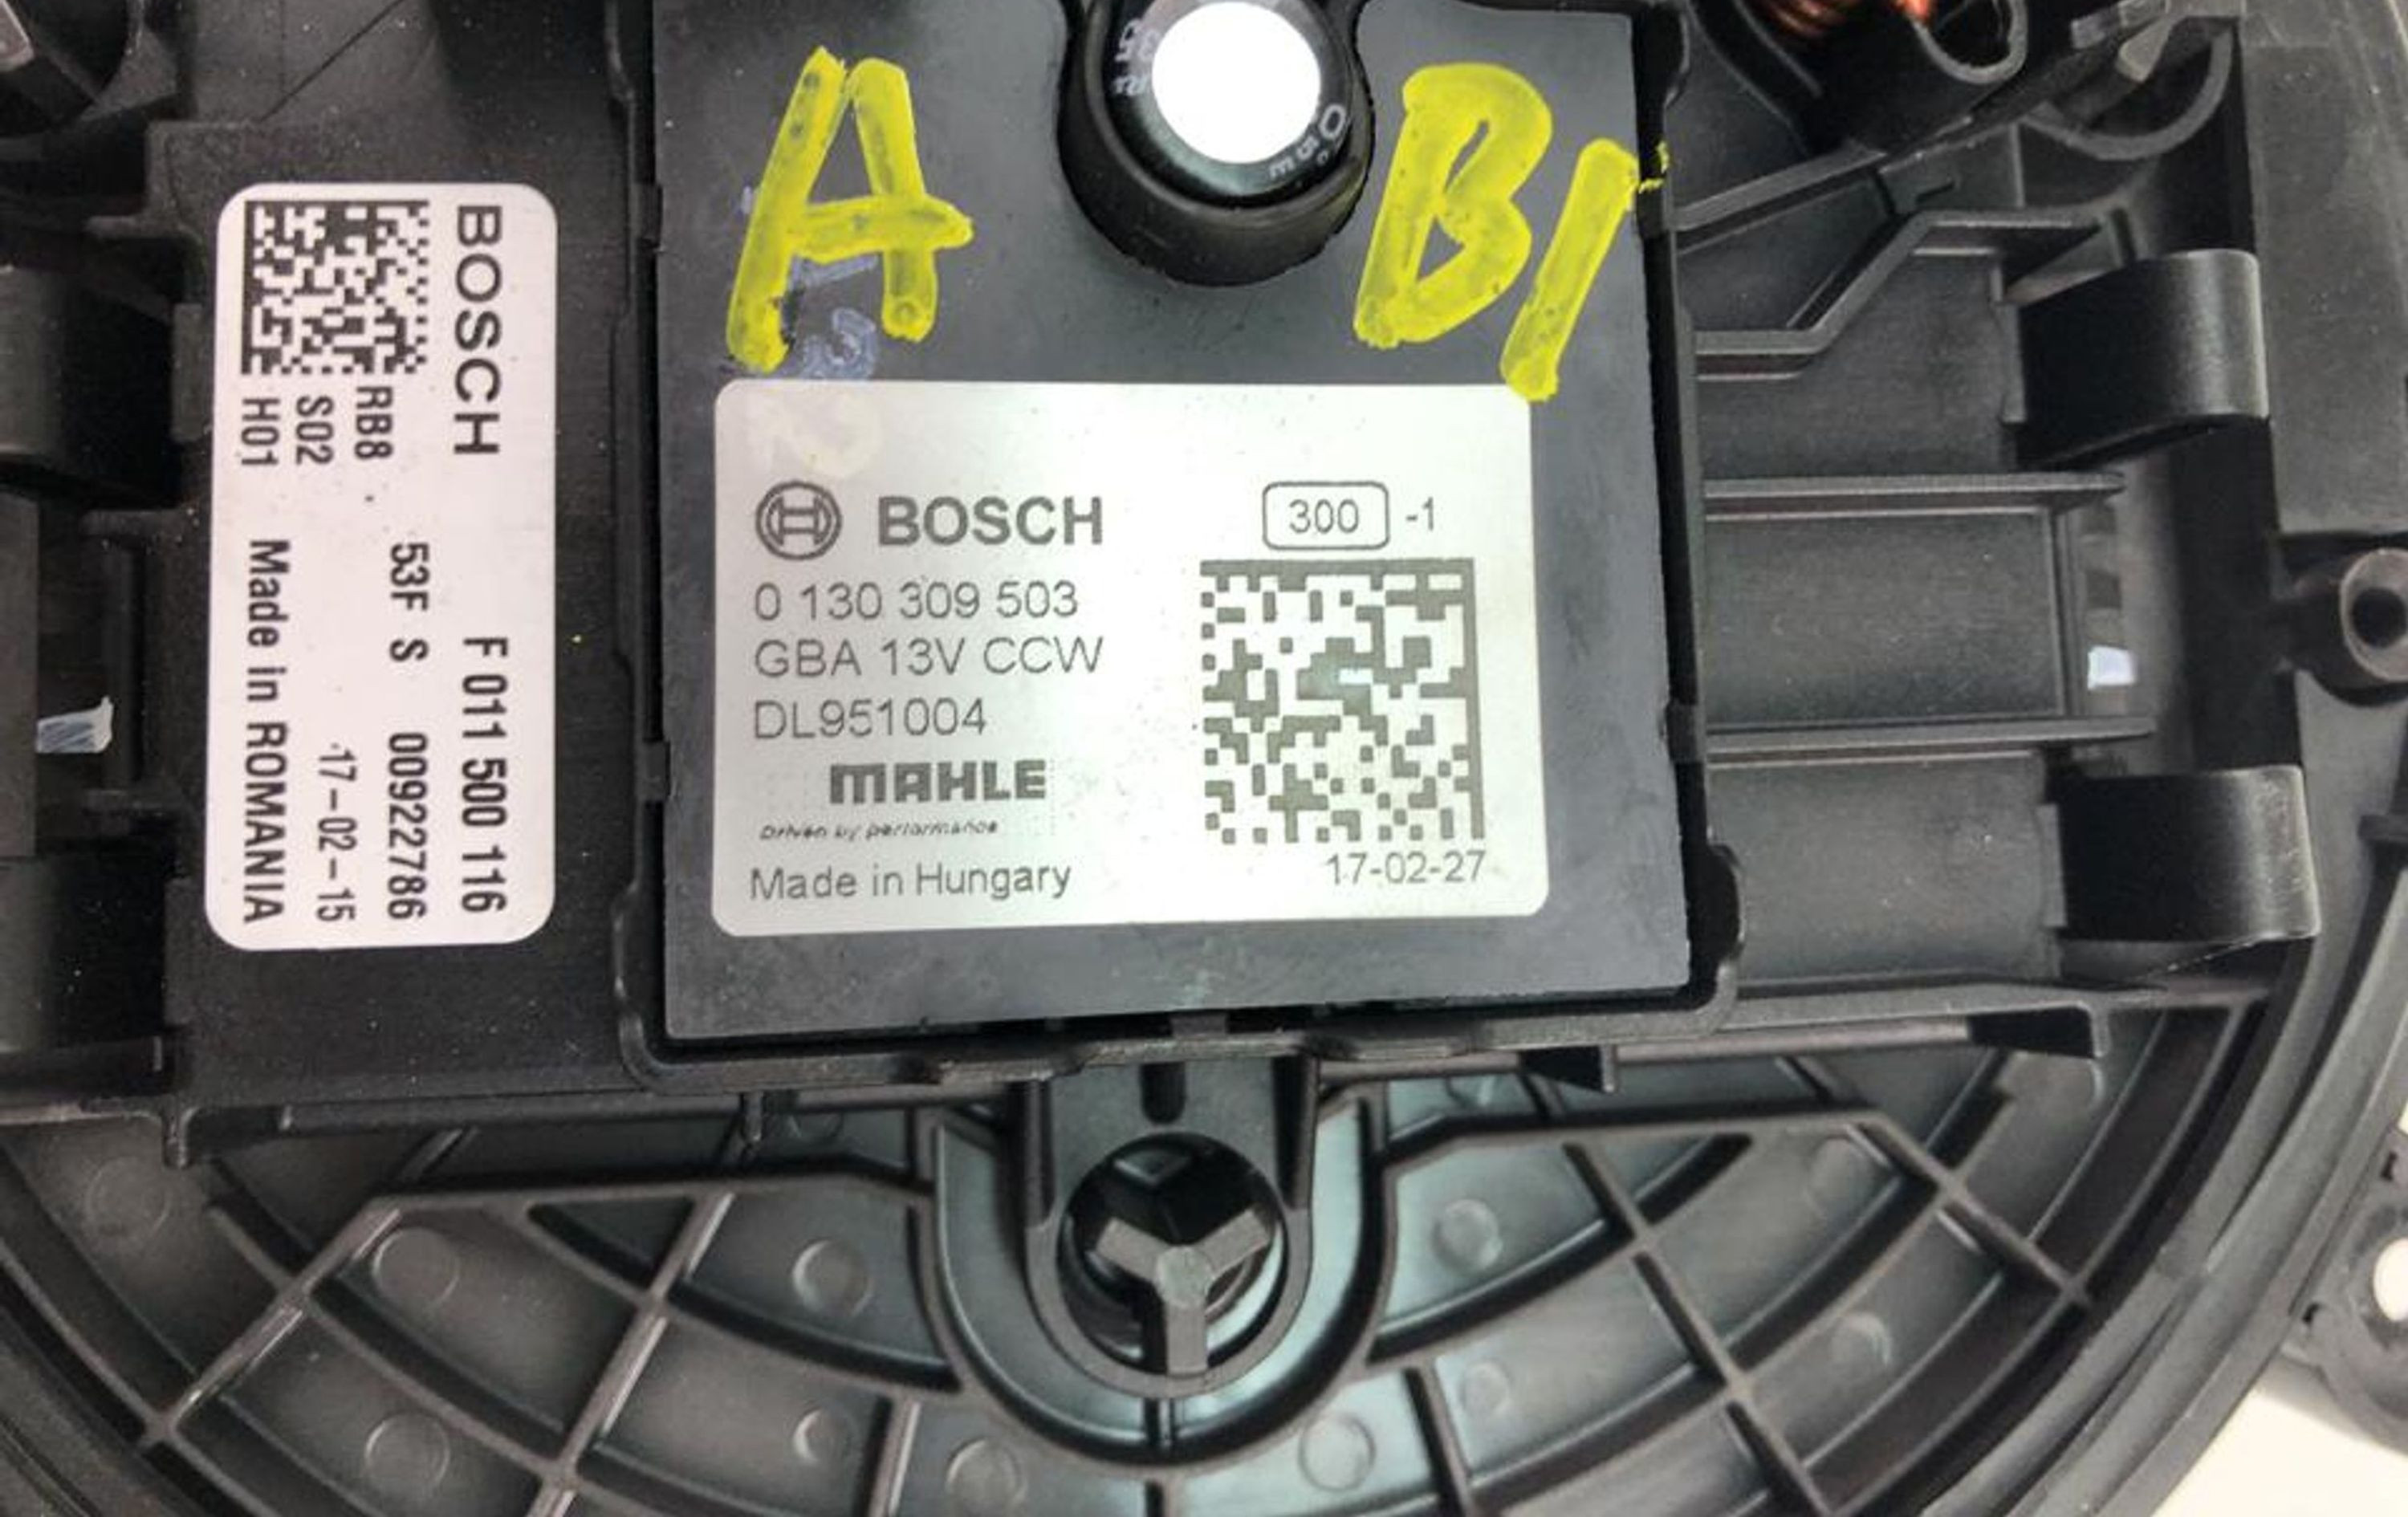 A
B1
BOSCH
F 011 500 116
RB8
53F S 00922786
S02
17-02-15
H01
Made in ROMANIA
BOSCH
300 -1
0 130 309 503
GBA 13V CCW
DL951004
MAHLE
Driven by performance
Made in Hungary
17-02-27